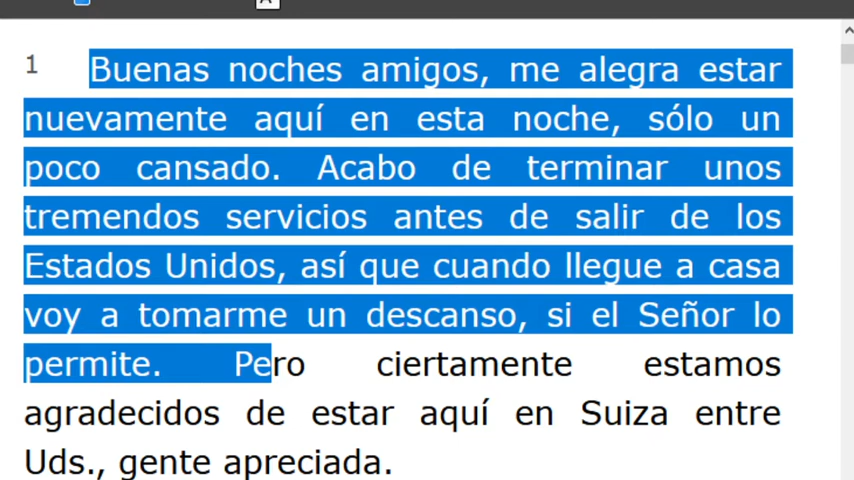 1 Buenas noches amigos, me alegra estar
nuevamente aquí en esta noche, sólo un
poco cansado. Acabo de terminar unos
tremendos servicios antes de salir de los
Estados Unidos, así que cuando llegue a casa
voy a tomarme un descanso, si el Señor lo
permite. Pero ciertamente estamos
agradecidos de estar aquí en Suiza entre
Uds., gente apreciada.